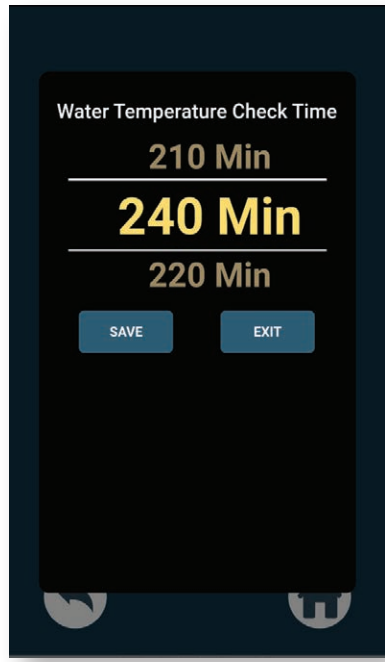 Water Temperature Check Time
210 Min
240 Min
220 Min
SAVE
EXIT